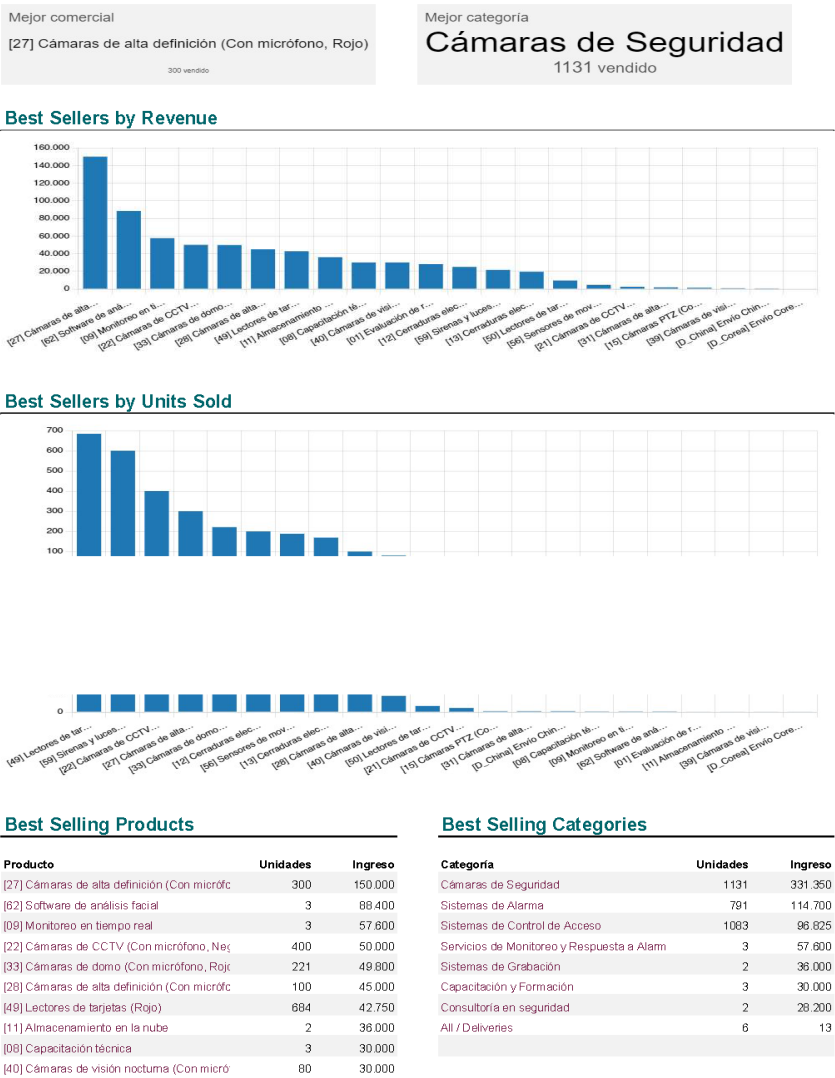 Mejor comercial
[27] Cámaras de alta definición (Con micrófono, Rojo)
300 vendido
Mejor categoría
Cámaras de Seguridad
1131 vendido
Best Sellers by Revenue
160.000
140.000
120.000
100.000
80.000
60.000
40.000
20.000
0
[27] Cámaras de alta...
[62] Software de aná...
[09] Monitoreo en ti...
[22] Cámaras de CCTV...
[33] Cámaras de domo...
[28] Cámaras de alta...
[49] Lectores de tar...
[11] Almacenamiento ...
[08] Capacitación té...
[40] Cámaras de visi...
[01] Evaluación de r...
[12] Cerraduras elec...
[59] Sirenas y luces...
[13] Cerraduras elec...
[50] Lectores de tar...
[56] Sensores de mov...
[21] Cámaras de CCTV...
[31] Cámaras de alta...
[15] Cámaras PTZ (Co...
[39] Cámaras de visi...
[D_China] Envío Chin...
[D_Corea] Envío Core...
Best Sellers by Units Sold
700
600
500
400
300
200
100
0
[49] Lectores de tar...
[59] Sirenas y luces...
[22] Cámaras de CCTV...
[27] Cámaras de alta...
[33] Cámaras de domo...
[12] Cerraduras elec...
[56] Sensores de mov...
[13] Cerraduras elec...
[28] Cámaras de alta...
[40] Cámaras de visi...
[50] Lectores de tar...
[21] Cámaras de CCTV...
[15] Cámaras PTZ (Co...
[31] Cámaras de alta...
[D_China] Envío Chin...
[08] Capacitación té...
[09] Monitoreo en ti...
[62] Software de aná...
[01] Evaluación de r...
[11] Almacenamiento ...
[39] Cámaras de visi...
[D_Corea] Envío Core...
Best Selling Products
Producto Unidades Ingreso
[27] Cámaras de alta definición (Con micrófo 300 150.000
[62] Software de análisis facial 3 88.400
[09] Monitoreo en tiempo real 3 57.600
[22] Cámaras de CCTV (Con micrófono, Neg 400 50.000
[33] Cámaras de domo (Con micrófono, Rojo 221 49.800
[28] Cámaras de alta definición (Con micrófo 100 45.000
[49] Lectores de tarjetas (Rojo) 684 42.750
[11] Almacenamiento en la nube 2 36.000
[08] Capacitación técnica 3 30.000
[40] Cámaras de visión nocturna (Con micró 80 30.000
Best Selling Categories
Categoría Unidades Ingreso
Cámaras de Seguridad 1131 331.350
Sistemas de Alarma 791 114.700
Sistemas de Control de Acceso 1083 96.825
Servicios de Monitoreo y Respuesta a Alarm 3 57.600
Sistemas de Grabación 2 36.000
Capacitación y Formación 3 30.000
Consultoría en seguridad 2 28.200
All / Deliveries 6 13